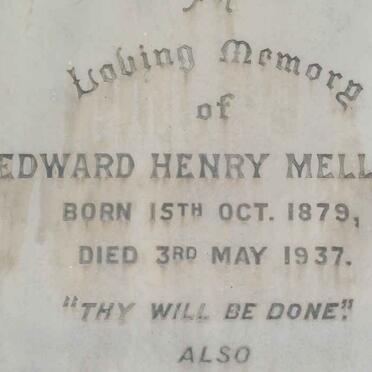 In
Loving Memory
of
EDWARD HENRY MELL
BORN 15TH OCT. 1879,
DIED 3RD MAY 1937.
"THY WILL BE DONE."
ALSO